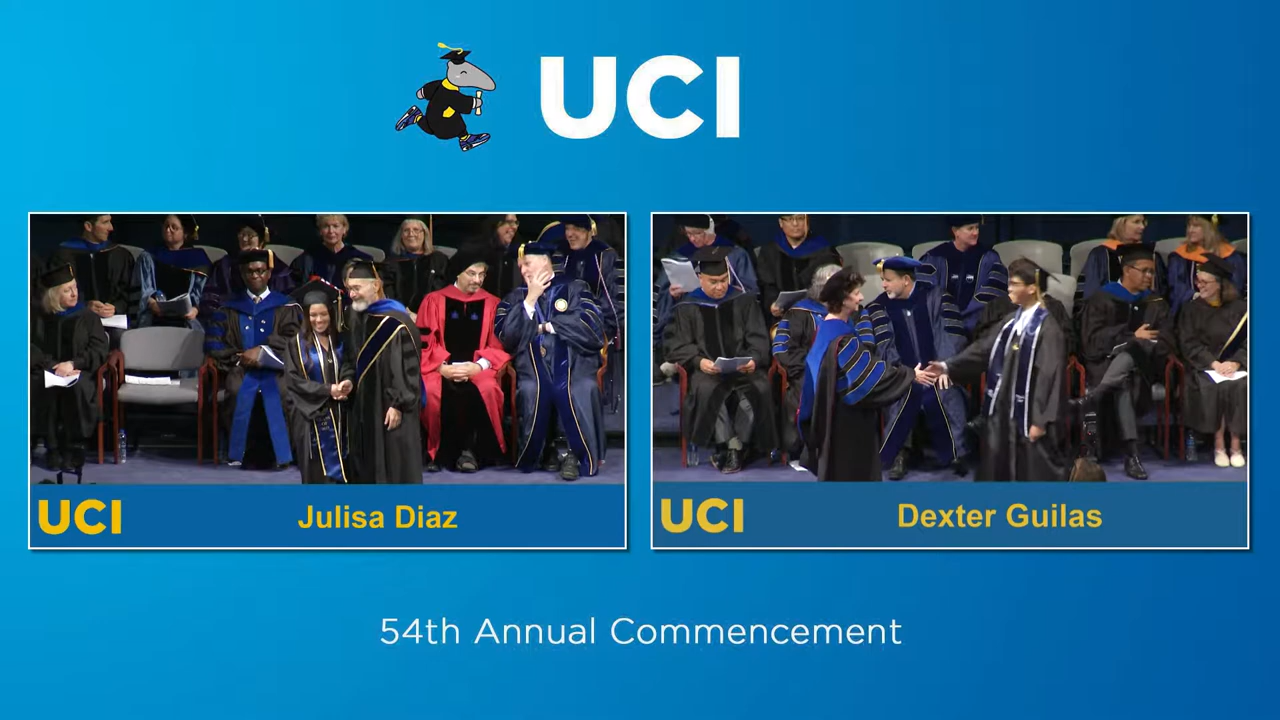 UCI
UCI
Julisa Diaz
UCI
Dexter Guilas
54th Annual Commencement